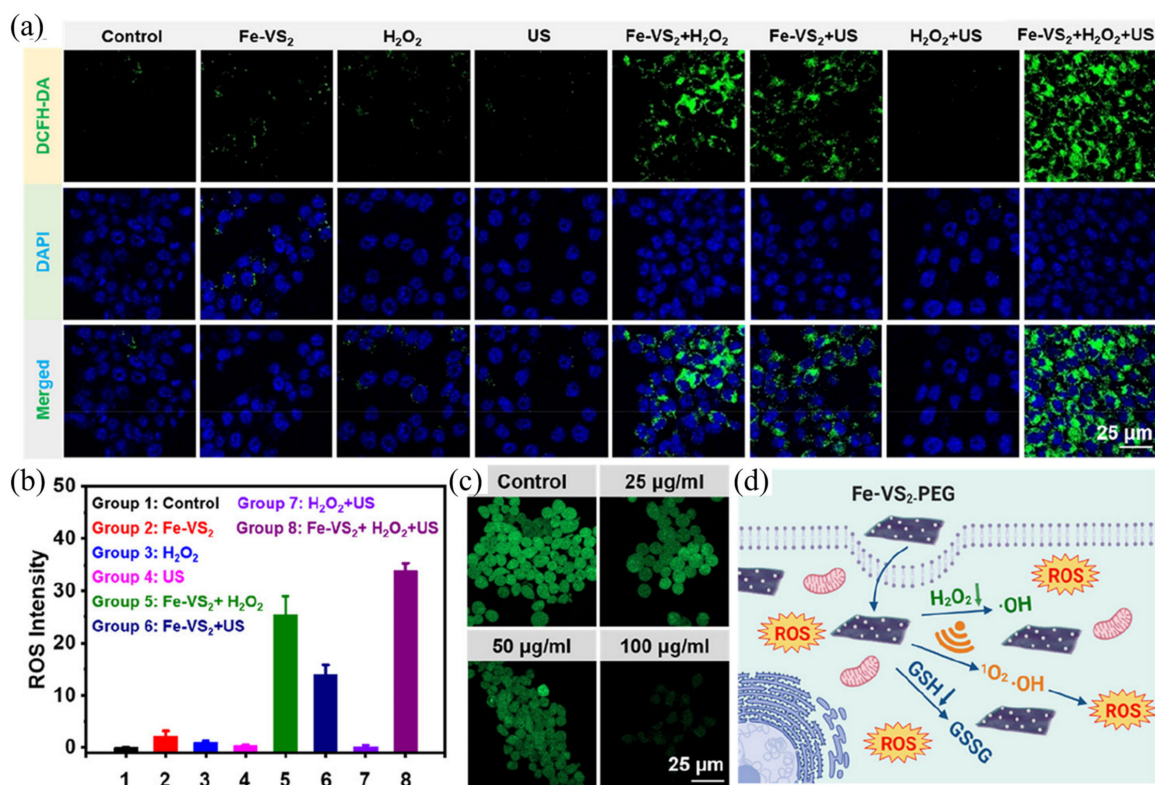 (a)
Control Fe-VS₂ H₂O₂ US Fe-VS₂+H₂O₂ Fe-VS₂+US H₂O₂+US Fe-VS₂+H₂O₂+US
DCFH-DA
DAPI
Merged
25 µm
(b)
50
40
30
20
10
0
ROS Intensity
Group 1: Control
Group 2: Fe-VS₂
Group 3: H₂O₂
Group 4: US
Group 5: Fe-VS₂+ H₂O₂
Group 6: Fe-VS₂+US
Group 7: H₂O₂+US
Group 8: Fe-VS₂+ H₂O₂+US
1 2 3 4 5 6 7 8
(c)
Control 25 µg/ml
50 µg/ml 100 µg/ml
25 µm
(d)
Fe-VS₂-PEG
ROS
H₂O₂
·OH
ROS
¹O₂ ·OH
GSH
GSSG
ROS
ROS